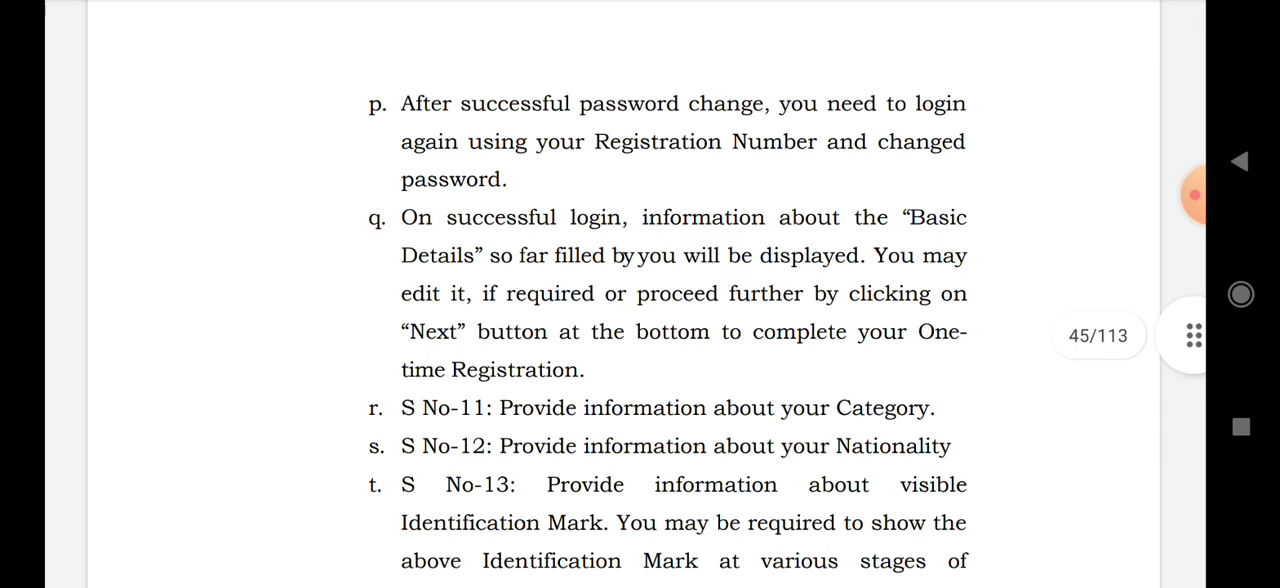 p. After successful password change, you need to login
again using your Registration Number and changed
password.
q. On successful login, information about the “Basic
Details” so far filled by you will be displayed. You may
edit it, if required or proceed further by clicking on
“Next” button at the bottom to complete your One-
time Registration.
45/113
r. S No-11: Provide information about your Category.
s. S No-12: Provide information about your Nationality
t. S No-13: Provide information about visible
Identification Mark. You may be required to show the
above Identification Mark at various stages of